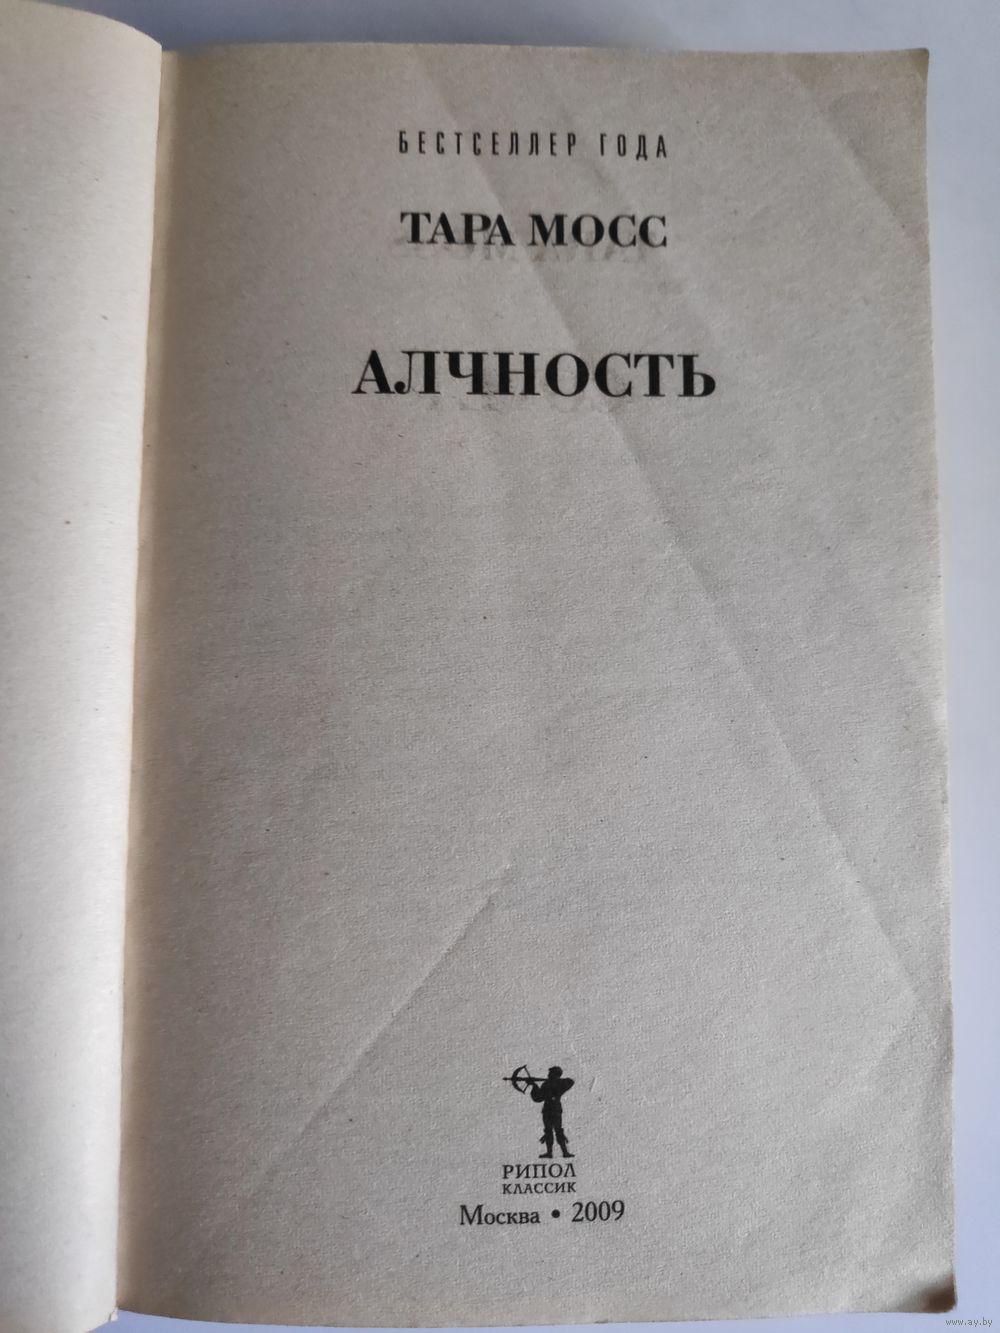 БЕСТСЕЛЛЕР ГОДА
ТАРА МОСС
АЛЧНОСТЬ
РИПОЛ
КЛАССИК
Москва • 2009
www.ay.by